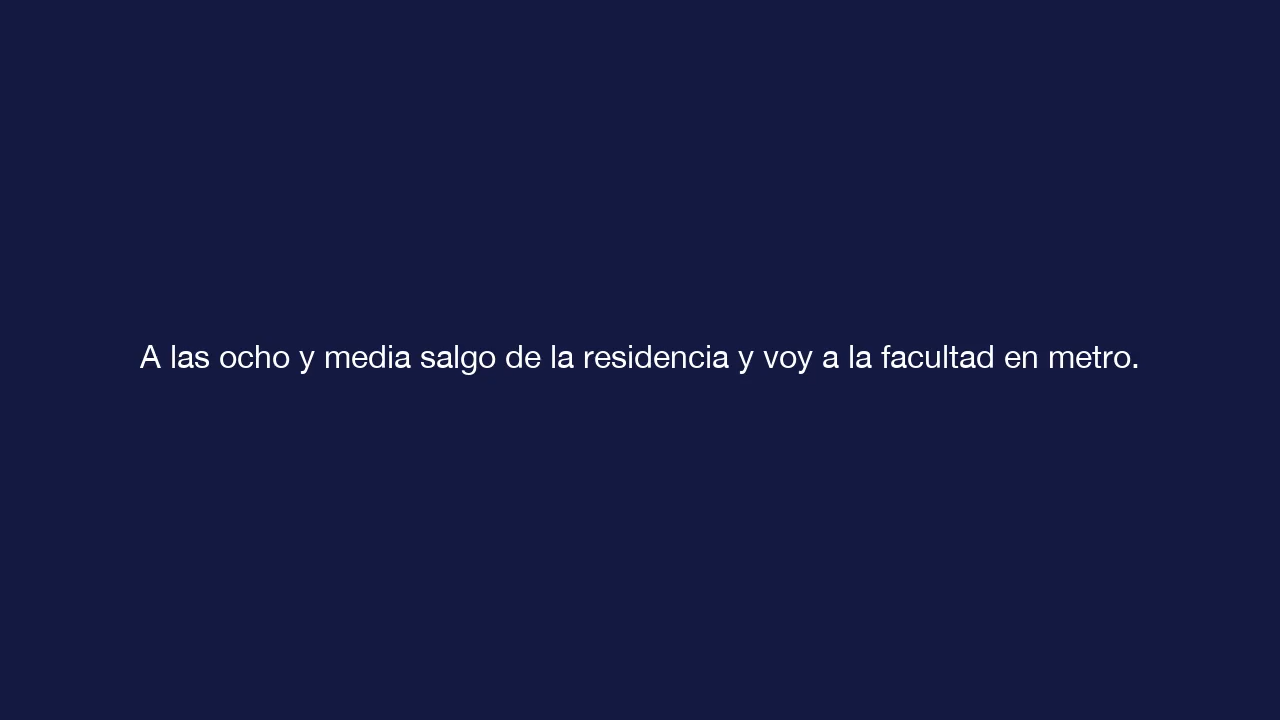 A las ocho y media salgo de la residencia y voy a la facultad en metro.